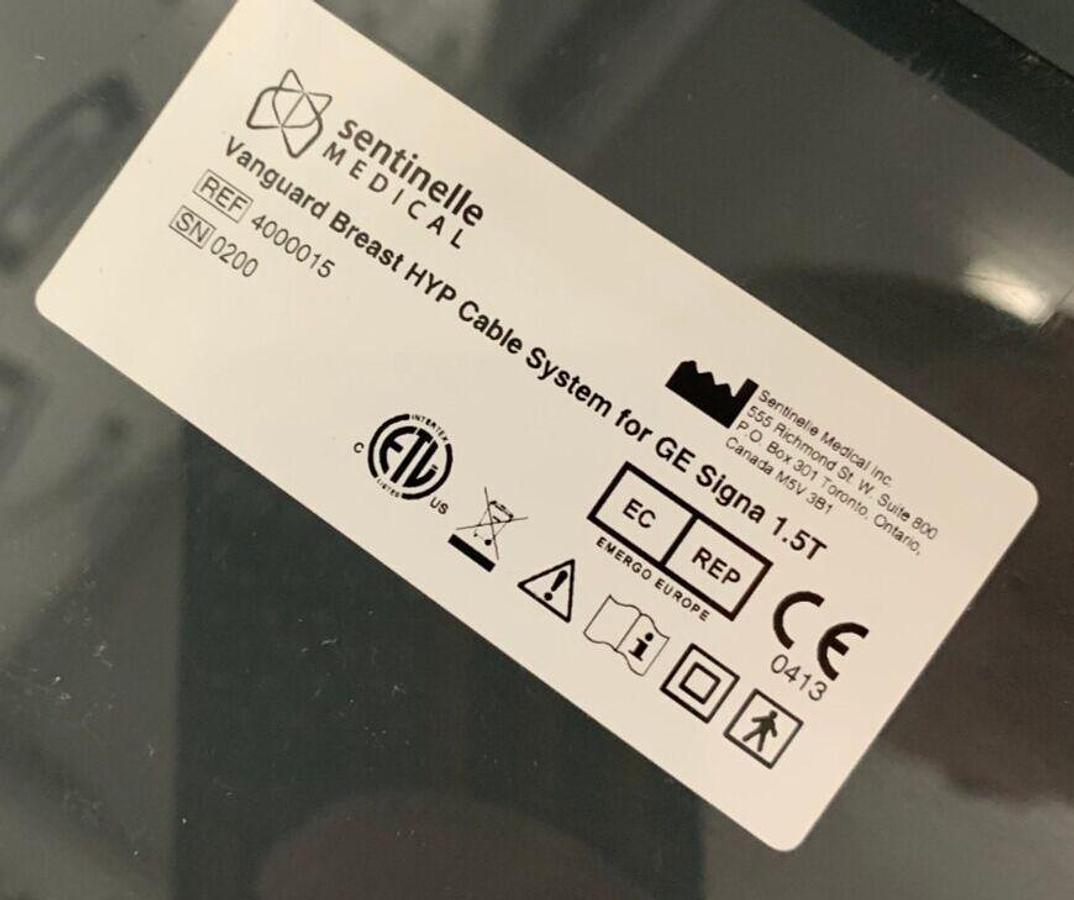 sentinelle
MEDICAL
Vanguard Breast HYP Cable System for GE Signa 1.5T
REF 4000015
SN 0200
Sentinelle Medical Inc.
555 Richmond St. W. Suite 800
P.O. Box 301 Toronto, Ontario,
Canada M5V 3B1
INTERTEK
C ETL US
LISTED
EC REP
EMERGO EUROPE
CE
0413